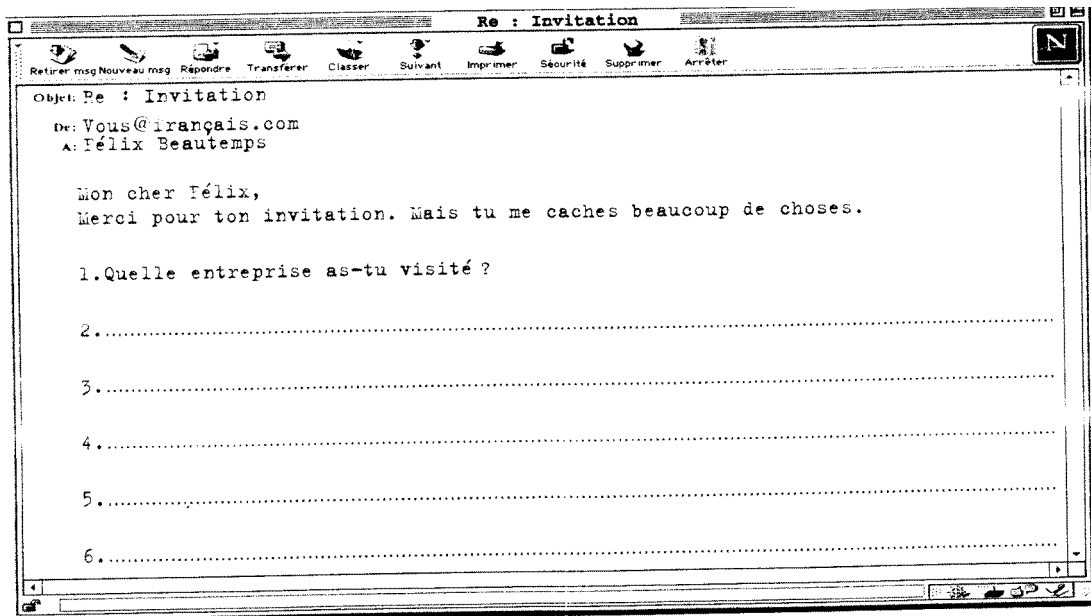 Re : Invitation
Retirer msg Nouveau msg Répondre Transférer Classer Suivant Imprimer Sécurité Supprimer Arrêter
N
Objet: Re : Invitation
De: Vous@français.com
A: Félix Beautemps
Mon cher Félix,
Merci pour ton invitation. Mais tu me caches beaucoup de choses.
1.Quelle entreprise as-tu visité ?
2.
3.
4.
5.
6.